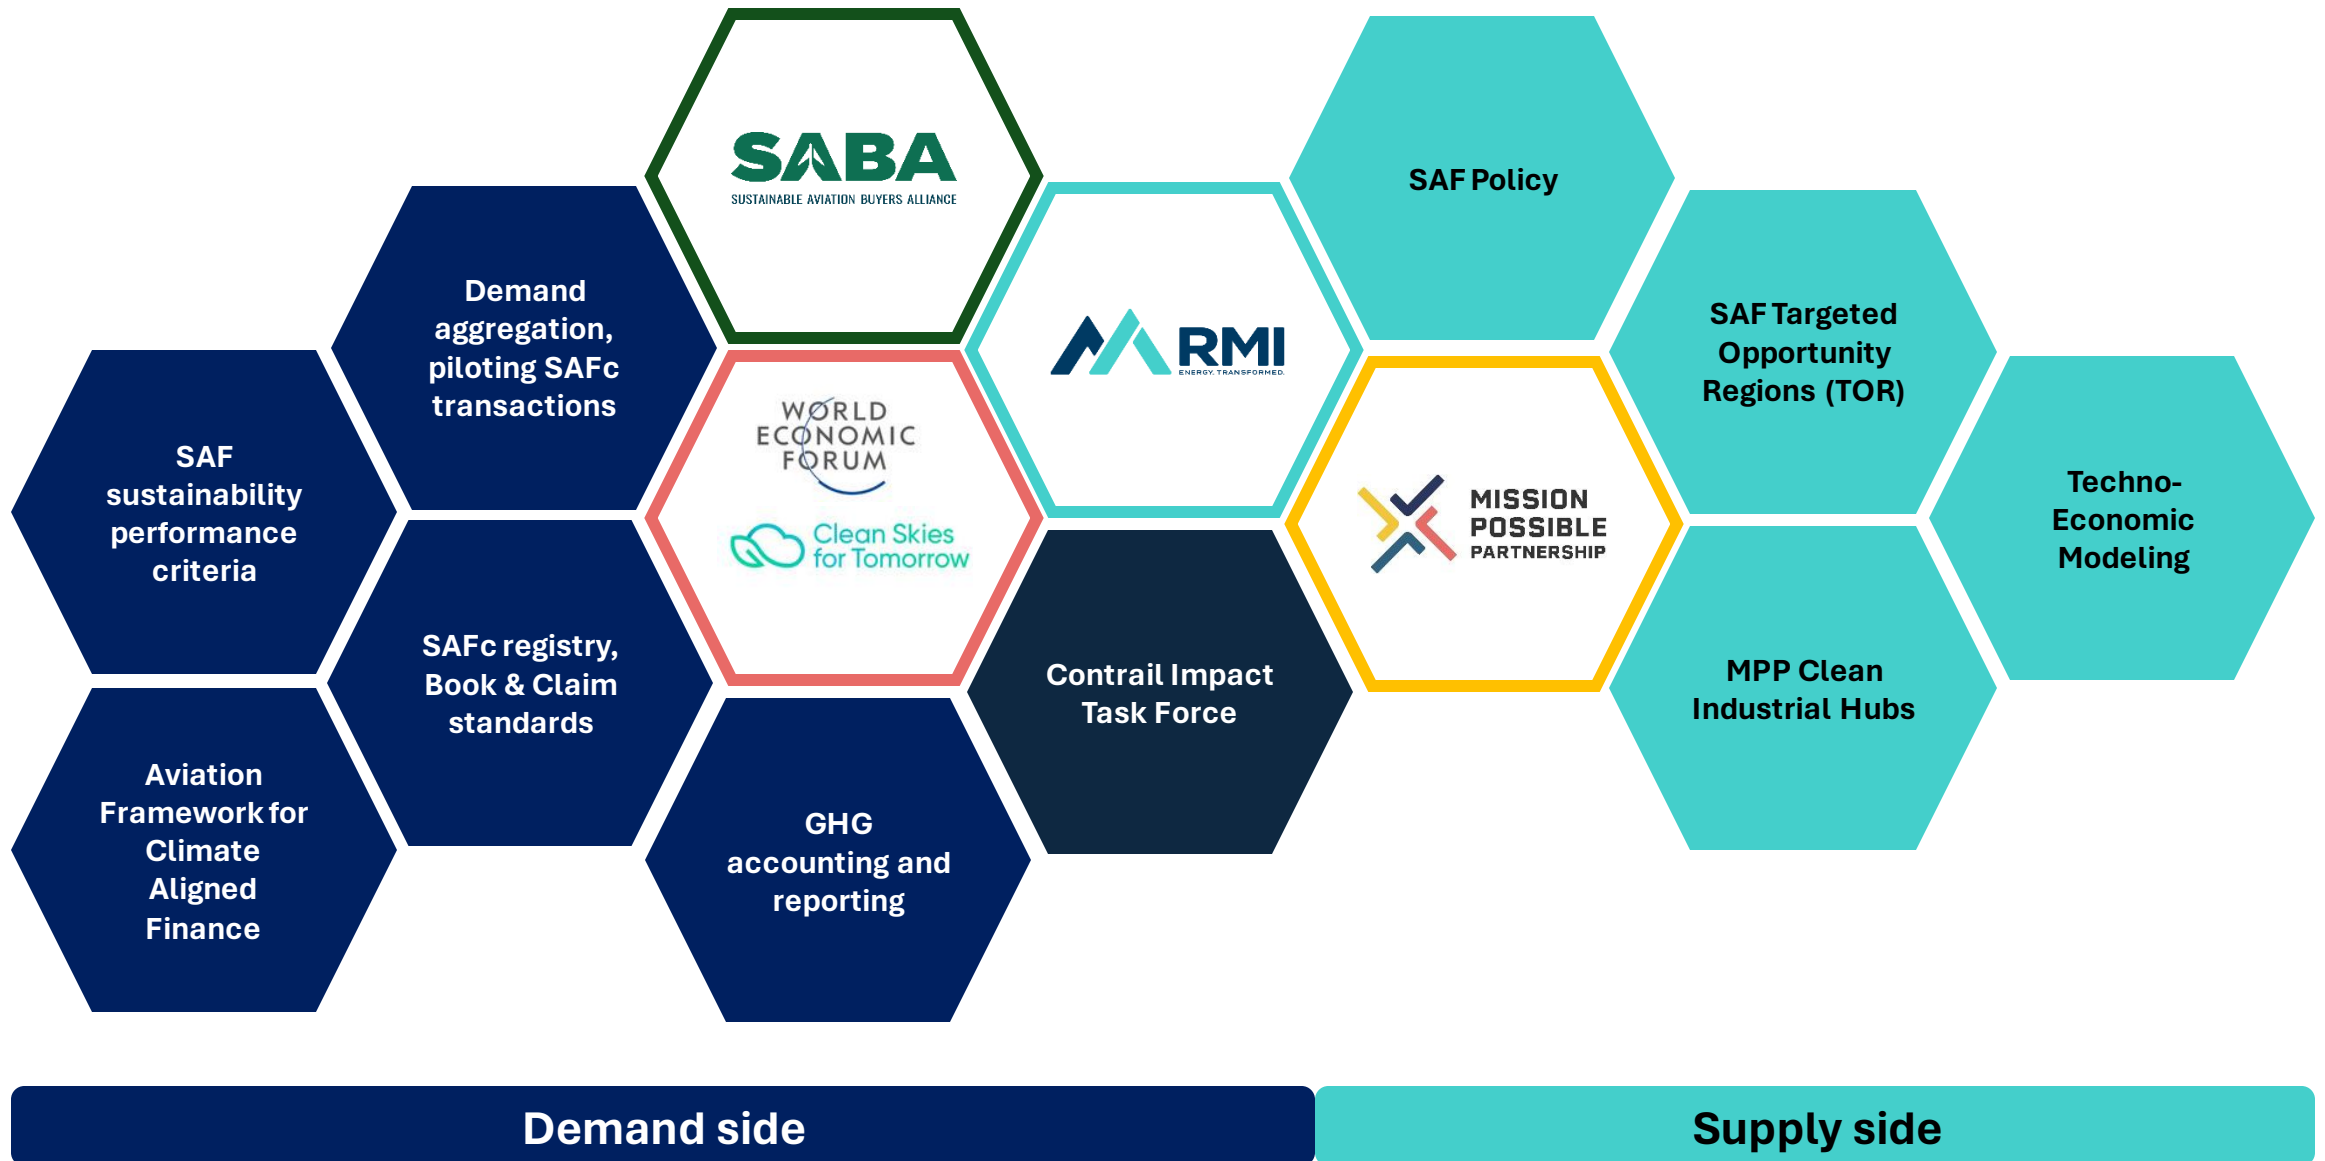 SABA
SUSTAINABLE AVIATION BUYERS ALLIANCE
SAF Policy
Demand
aggregation,
piloting SAFc
transactions
RMI
ENERGY. TRANSFORMED.
SAF Targeted
Opportunity
Regions (TOR)
SAF
sustainability
performance
criteria
WORLD
ECONOMIC
FORUM
Clean Skies
for Tomorrow
MISSION
POSSIBLE
PARTNERSHIP
Techno-
Economic
Modeling
SAFc registry,
Book & Claim
standards
Contrail Impact
Task Force
MPP Clean
Industrial Hubs
Aviation
Framework for
Climate
Aligned
Finance
GHG
accounting and
reporting
Demand side
Supply side